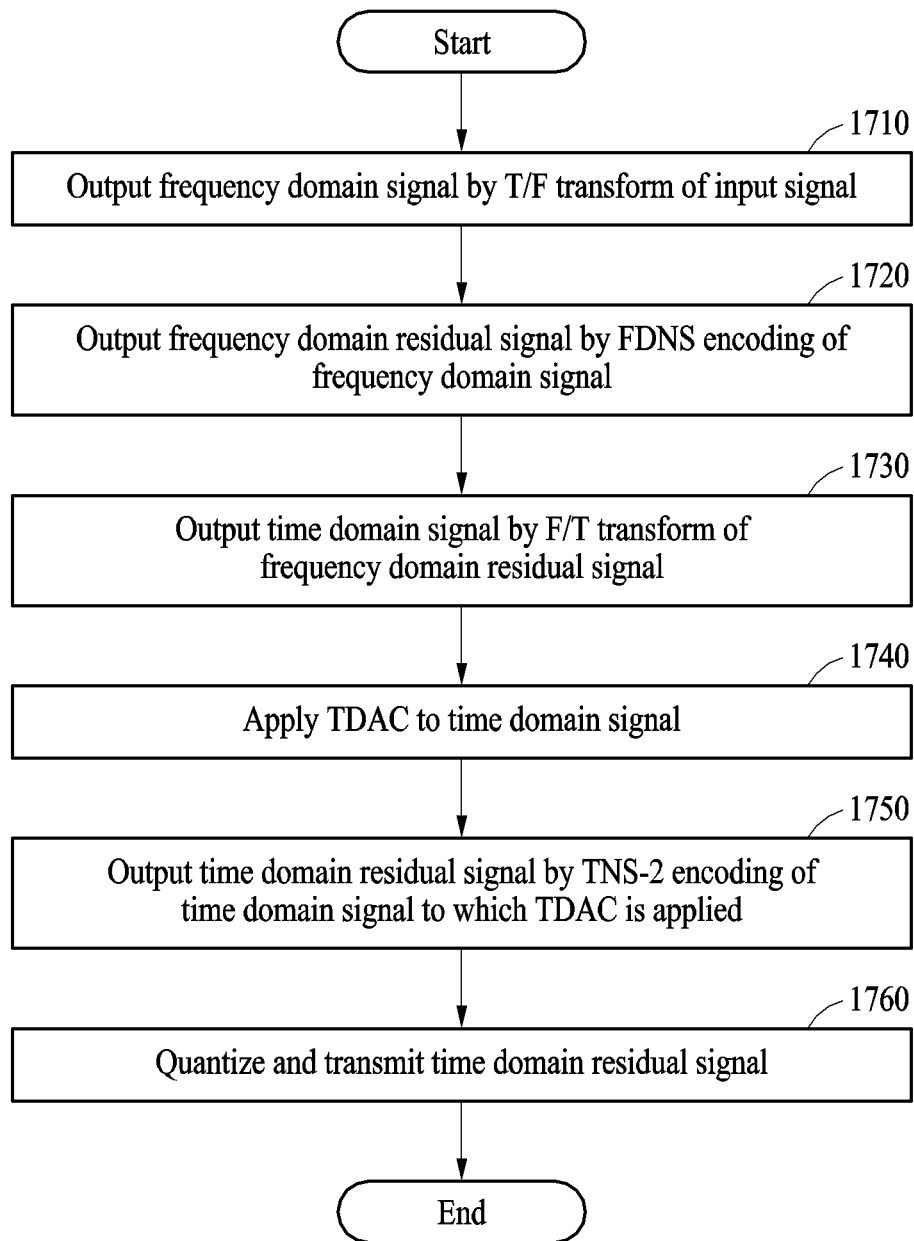 Start
1710
Output frequency domain signal by T/F transform of input signal
1720
Output frequency domain residual signal by FDNS encoding of
frequency domain signal
1730
Output time domain signal by F/T transform of
frequency domain residual signal
1740
Apply TDAC to time domain signal
1750
Output time domain residual signal by TNS-2 encoding of
time domain signal to which TDAC is applied
1760
Quantize and transmit time domain residual signal
End